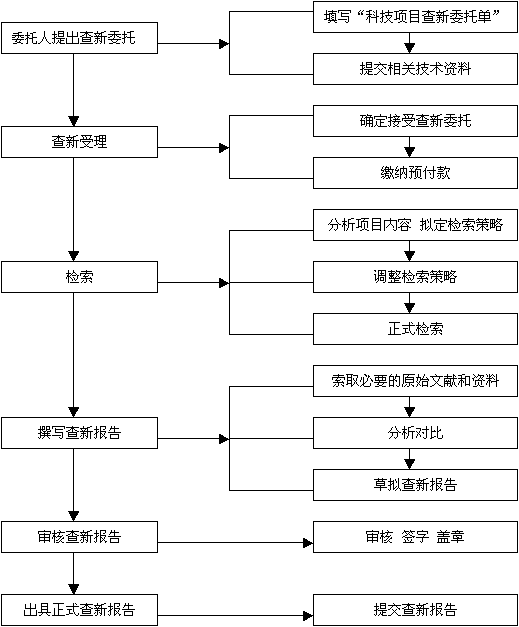 委托人提出查新委托
填写“科技项目查新委托单”
提交相关技术资料
查新受理
确定接受查新委托
缴纳预付款
检索
分析项目内容 拟定检索策略
调整检索策略
正式检索
撰写查新报告
索取必要的原始文献和资料
分析对比
草拟查新报告
审核查新报告
审核 签字 盖章
出具正式查新报告
提交查新报告